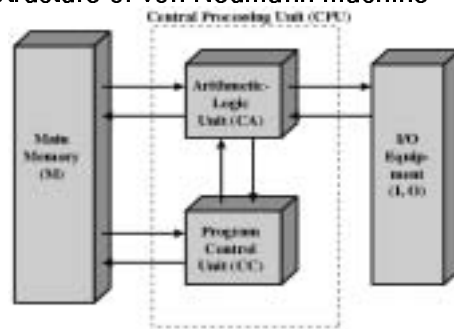 Structure of von Neumann machine
Central Processing Unit (CPU)
Arithmetic-
Logic
Unit (CA)
Main
Memory
(M)
I/O
Equip-
ment
(I, O)
Program
Control
Unit (CC)